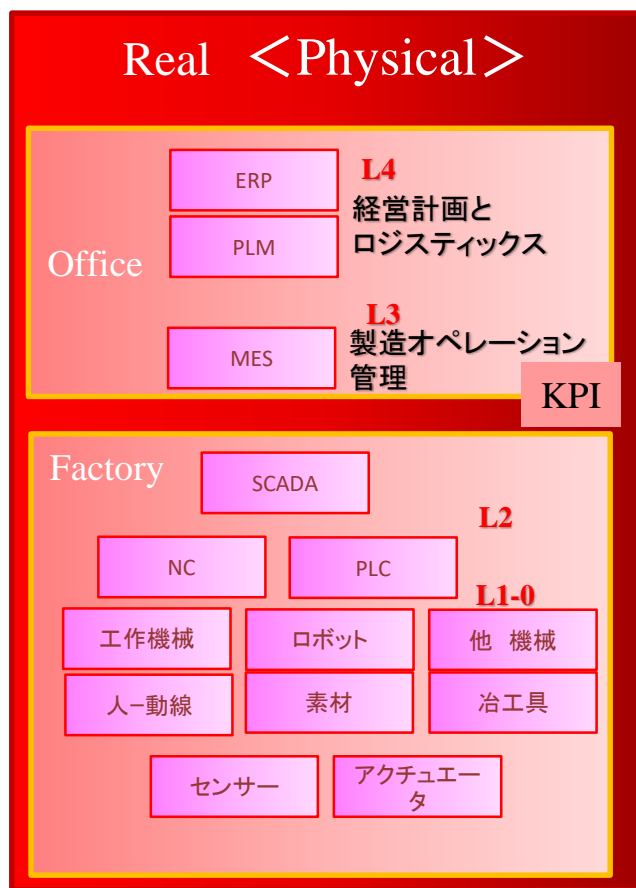 Real ＜Physical＞
ERP
L4
経営計画と
ロジスティックス
PLM
Office
L3
製造オペレーション
管理
MES
KPI
Factory
SCADA
L2
NC
PLC
L1-0
工作機械
ロボット
他 機械
人−動線
素材
冶工具
センサー
アクチュエー
タ